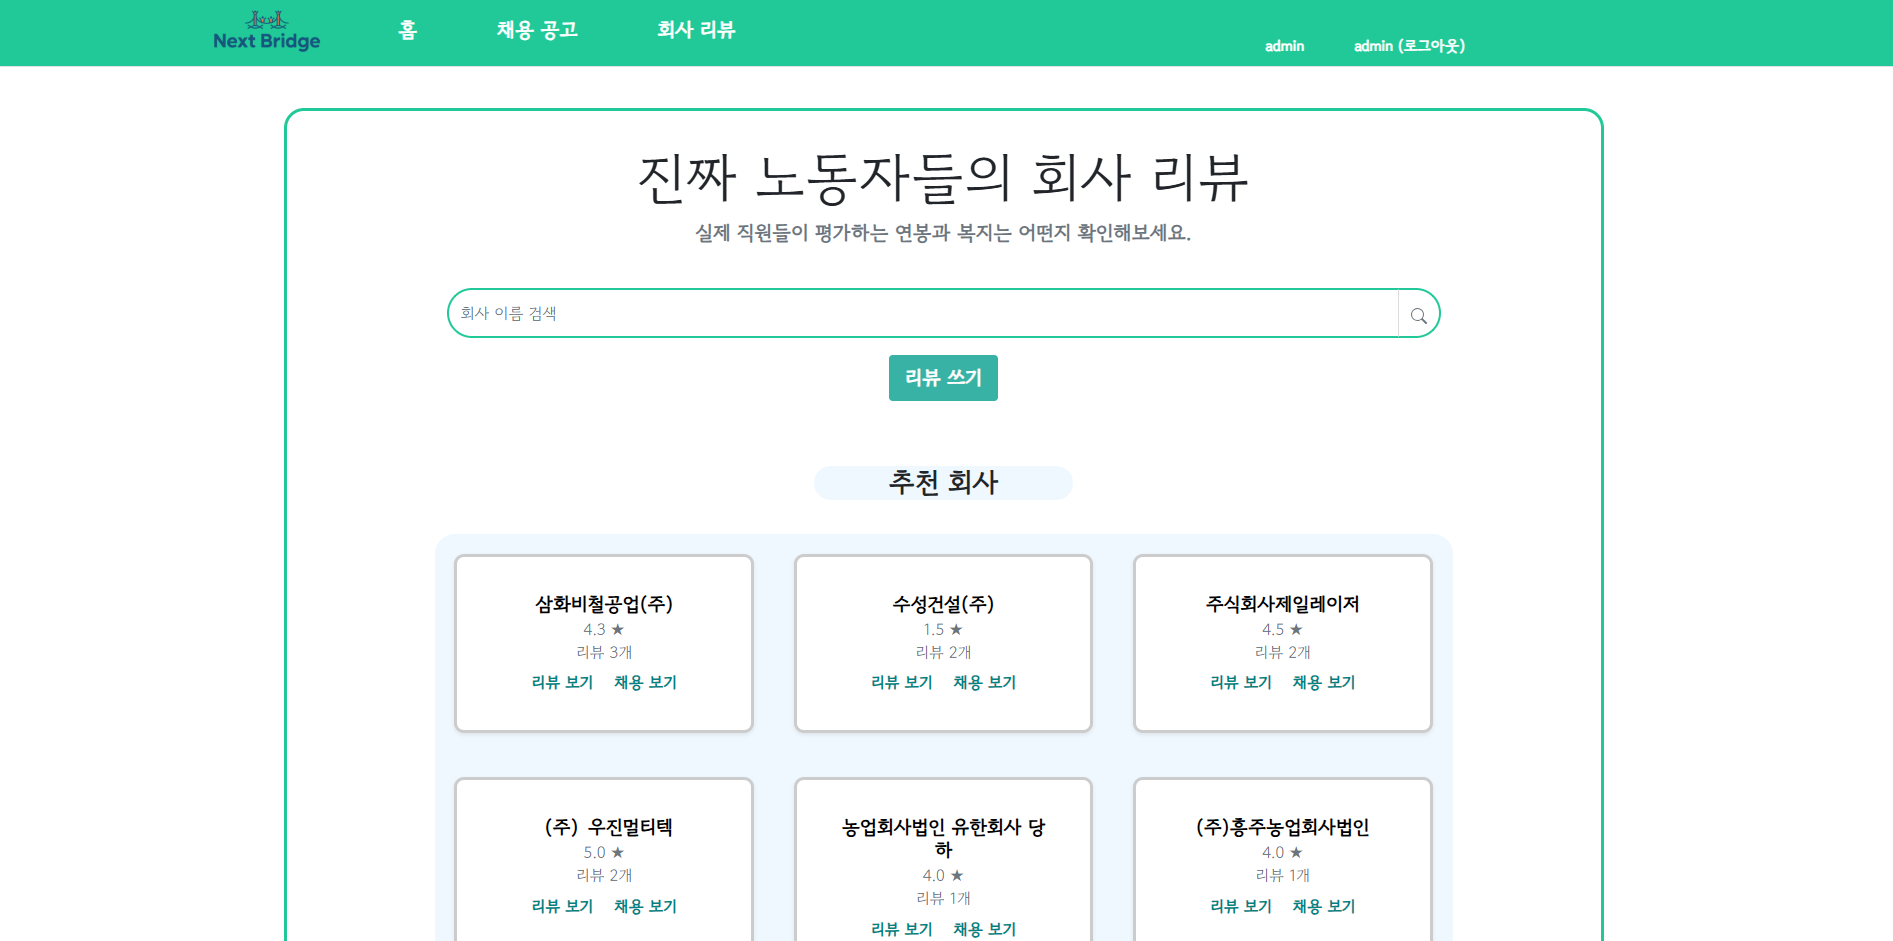 Next Bridge
홈
채용 공고
회사 리뷰
admin
admin (로그아웃)
진짜 노동자들의 회사 리뷰
실제 직원들이 평가하는 연봉과 복지는 어떤지 확인해보세요.
회사 이름 검색
리뷰 쓰기
추천 회사
삼화비철공업(주)
4.3 ★
리뷰 3개
리뷰 보기 채용 보기
수성건설(주)
1.5 ★
리뷰 2개
리뷰 보기 채용 보기
주식회사제일레이저
4.5 ★
리뷰 2개
리뷰 보기 채용 보기
(주) 우진멀티텍
5.0 ★
리뷰 2개
리뷰 보기 채용 보기
농업회사법인 유한회사 당
하
4.0 ★
리뷰 1개
리뷰 보기 채용 보기
(주)흥주농업회사법인
4.0 ★
리뷰 1개
리뷰 보기 채용 보기